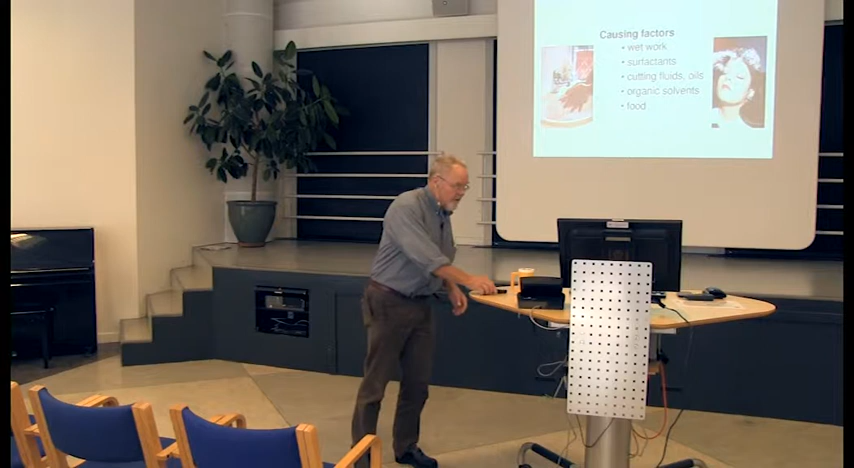 Causing factors
• wet work
• surfactants
• cutting fluids, oils
• organic solvents
• food